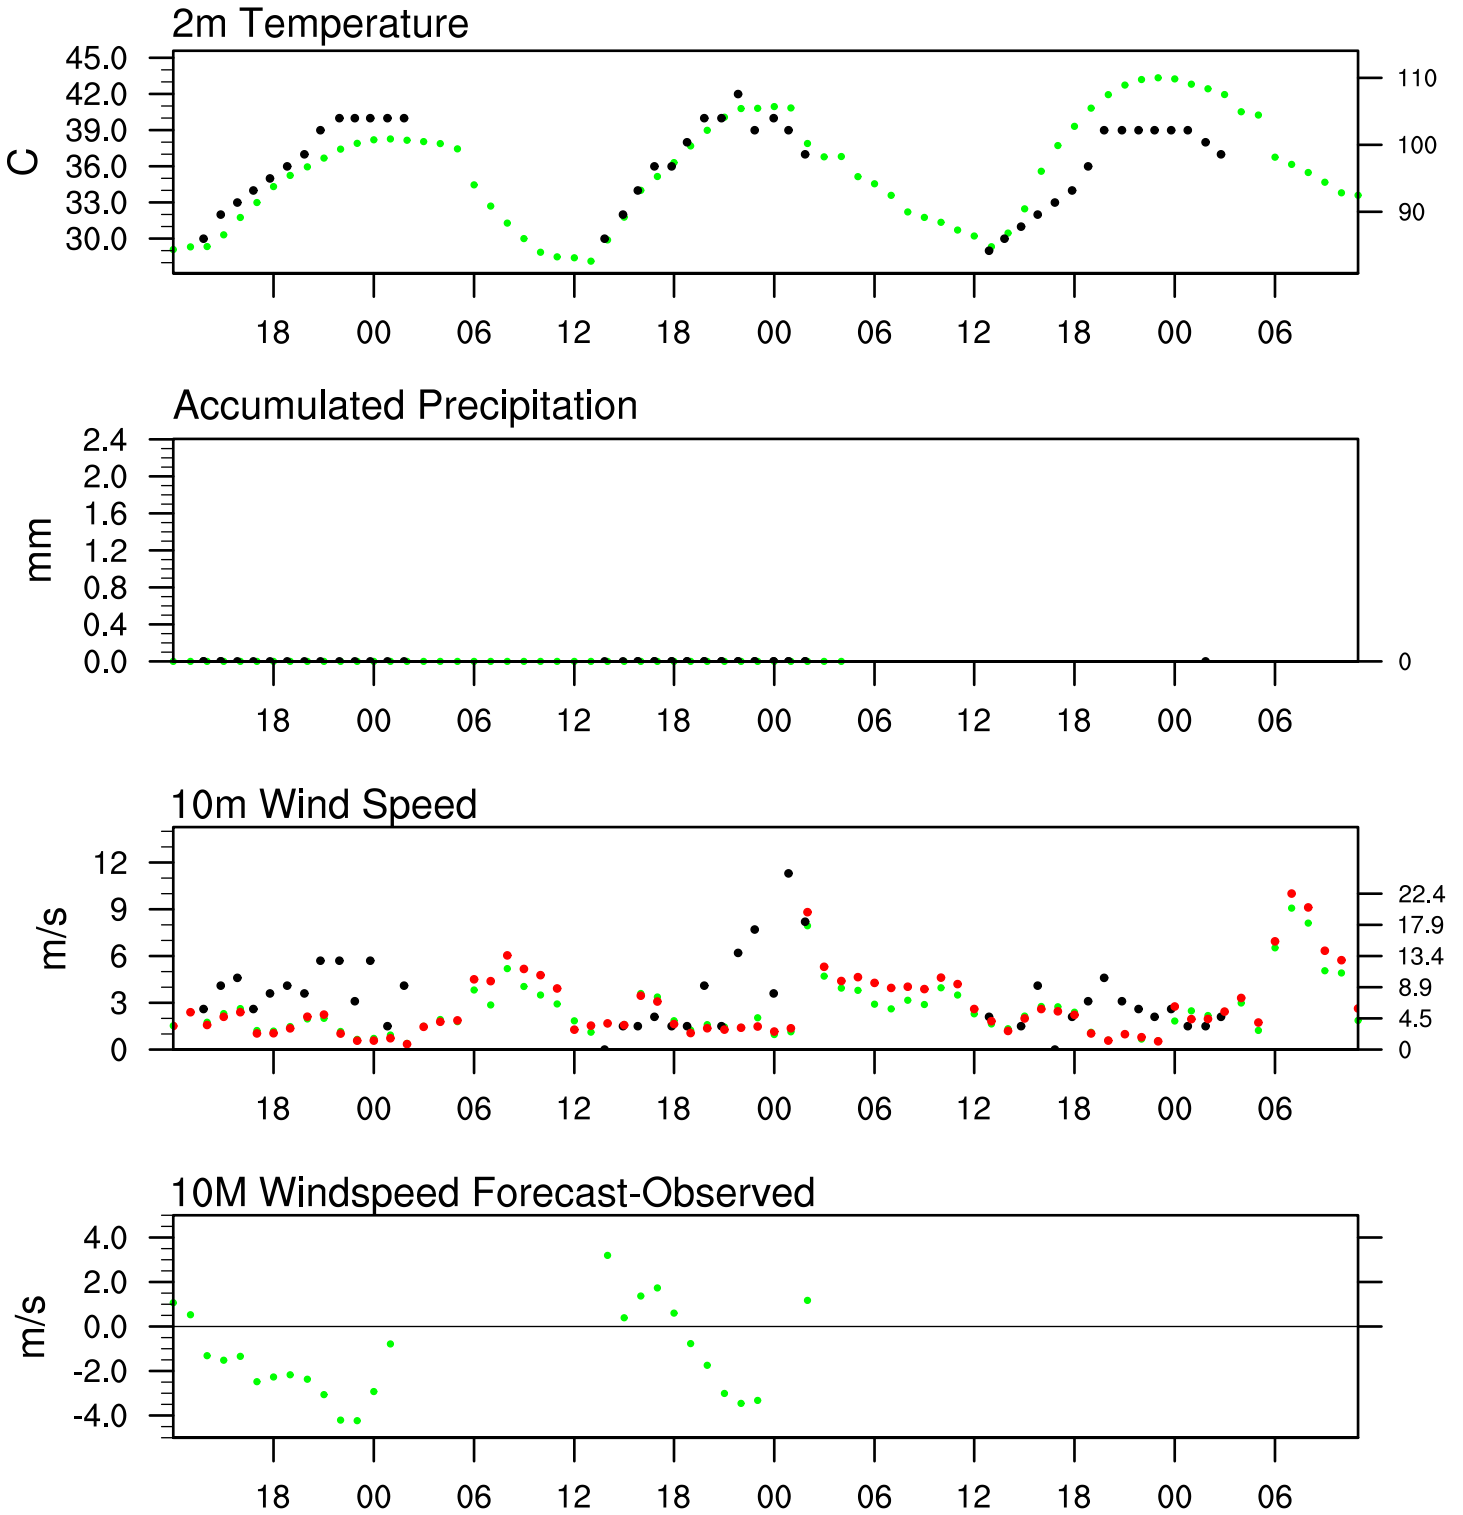 2m Temperature
45.0
42.0
39.0
36.0
33.0
30.0
C
110
100
90
18 00 06 12 18 00 06 12 18 00 06
Accumulated Precipitation
2.4
2.0
1.6
1.2
0.8
0.4
0.0
mm
0
18 00 06 12 18 00 06 12 18 00 06
10m Wind Speed
12
9
6
3
0
m/s
22.4
17.9
13.4
8.9
4.5
0
18 00 06 12 18 00 06 12 18 00 06
10M Windspeed Forecast-Observed
4.0
2.0
0.0
-2.0
-4.0
m/s
18 00 06 12 18 00 06 12 18 00 06